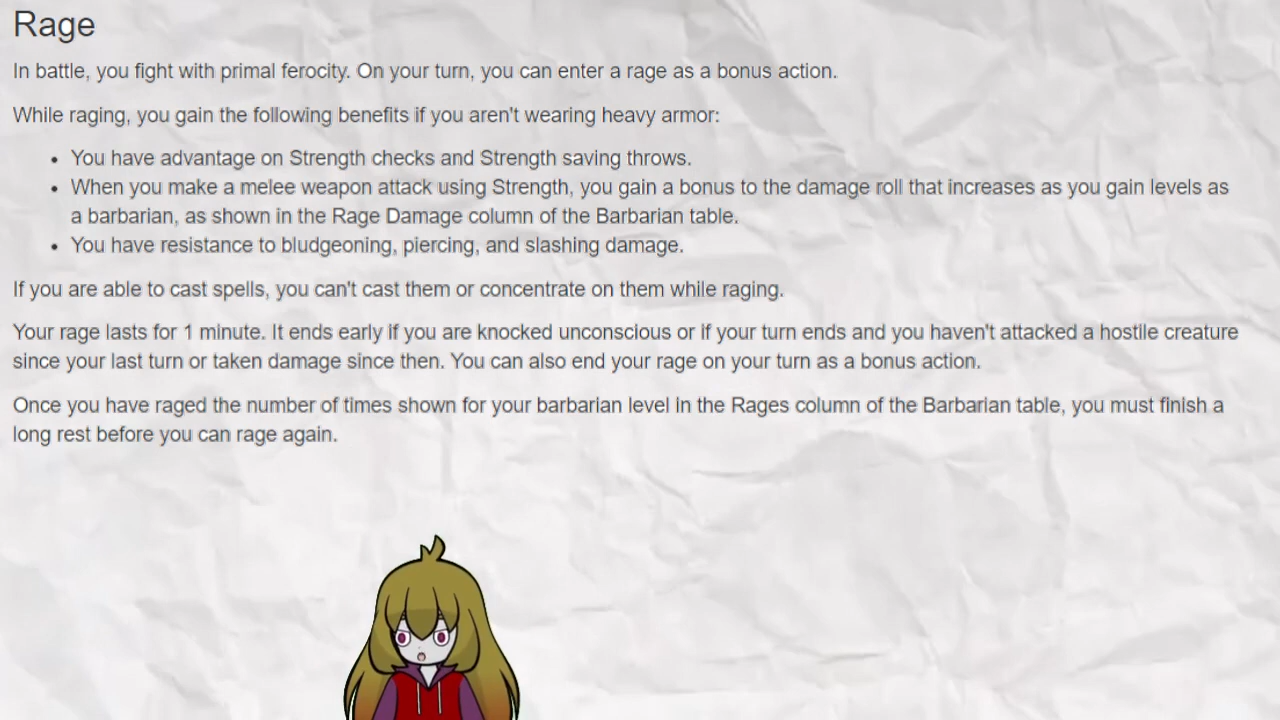 Rage
In battle, you fight with primal ferocity. On your turn, you can enter a rage as a bonus action.
While raging, you gain the following benefits if you aren't wearing heavy armor:
• You have advantage on Strength checks and Strength saving throws.
• When you make a melee weapon attack using Strength, you gain a bonus to the damage roll that increases as you gain levels as
a barbarian, as shown in the Rage Damage column of the Barbarian table.
• You have resistance to bludgeoning, piercing, and slashing damage.
If you are able to cast spells, you can't cast them or concentrate on them while raging.
Your rage lasts for 1 minute. It ends early if you are knocked unconscious or if your turn ends and you haven't attacked a hostile creature
since your last turn or taken damage since then. You can also end your rage on your turn as a bonus action.
Once you have raged the number of times shown for your barbarian level in the Rages column of the Barbarian table, you must finish a
long rest before you can rage again.